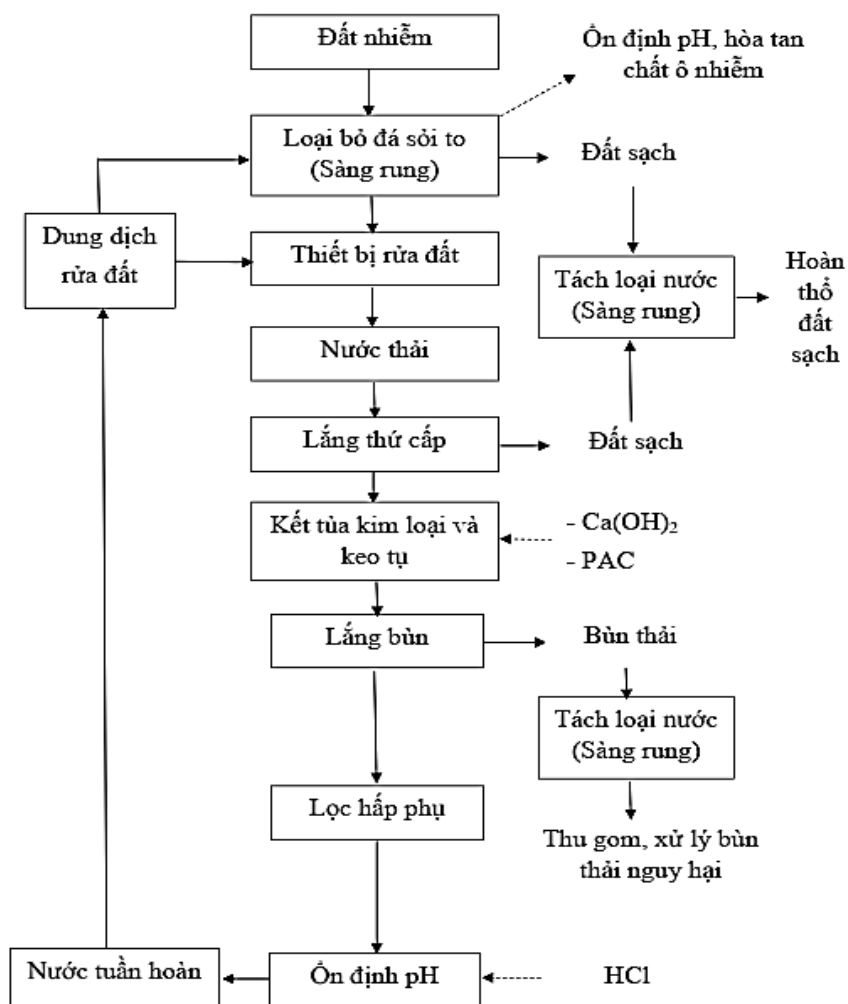 Đất nhiễm
Ôn định pH, hòa tan
chất ô nhiễm
Loại bỏ đá sỏi to
(Sàng rung)
Đất sạch
Dung dịch
rửa đất
Thiết bị rửa đất
Tách loại nước
(Sàng rung)
Hoàn
thổ
đất
sạch
Nước thải
Lắng thứ cấp
Đất sạch
Kết tủa kim loại và
keo tụ
- Ca(OH)₂
- PAC
Lắng bùn
Bùn thải
Tách loại nước
(Sàng rung)
Lọc hấp phụ
Thu gom, xử lý bùn
thải nguy hại
Nước tuần hoàn
Ôn định pH
HCl